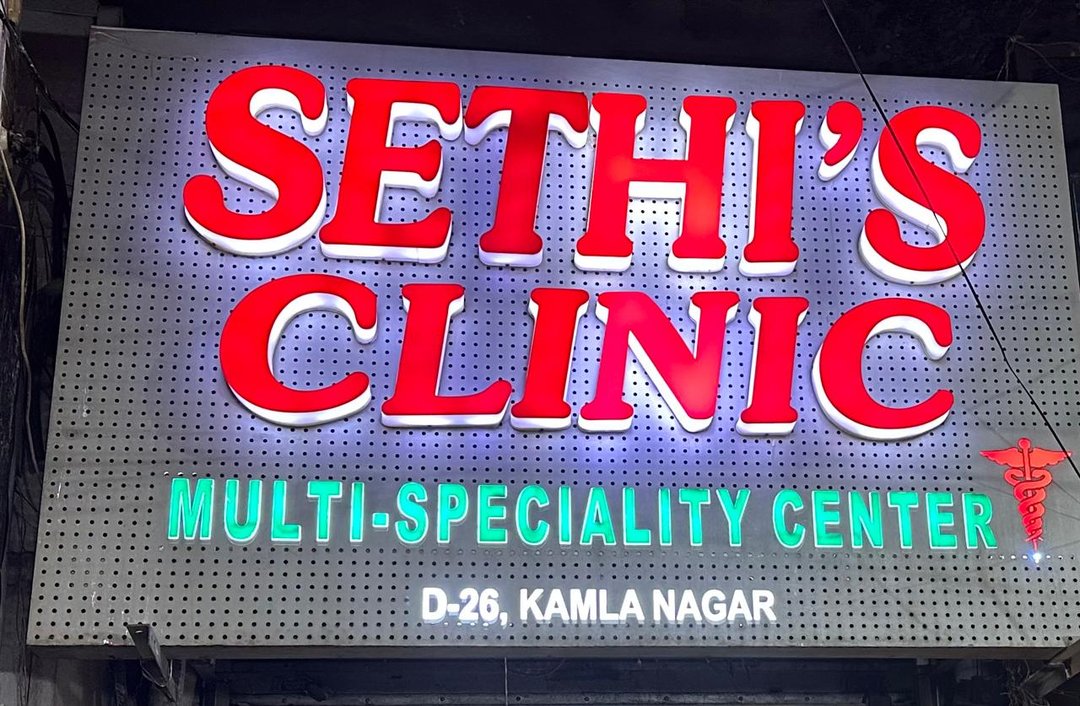 SETHI'S
CLINIC
MULTI-SPECIALITY CENTER
D-26, KAMLA NAGAR